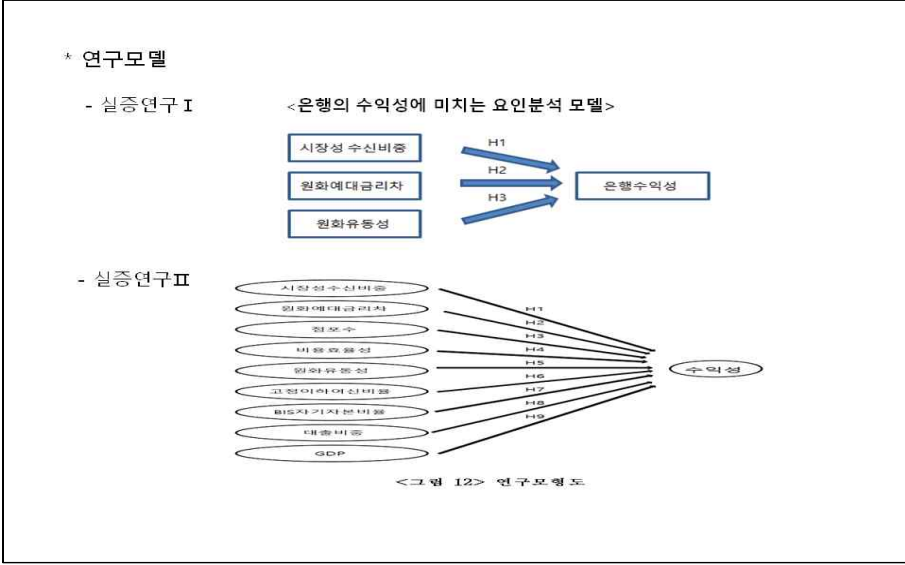 * 연구모델
- 실증연구 I <은행의 수익성에 미치는 요인분석 모델>
시장성 수신비중
H1
원화예대금리차
H2
은행수익성
H3
원화유동성
- 실증연구 II
시장성수신비중
원화예대금리차
점포수
비용효율성
원화유동성
고정이하여신비율
BIS자기자본비율
대출비중
GDP
H1
H2
H3
H4
H5
H6
H7
H8
H9
수익성
<그림 12> 연구모형도